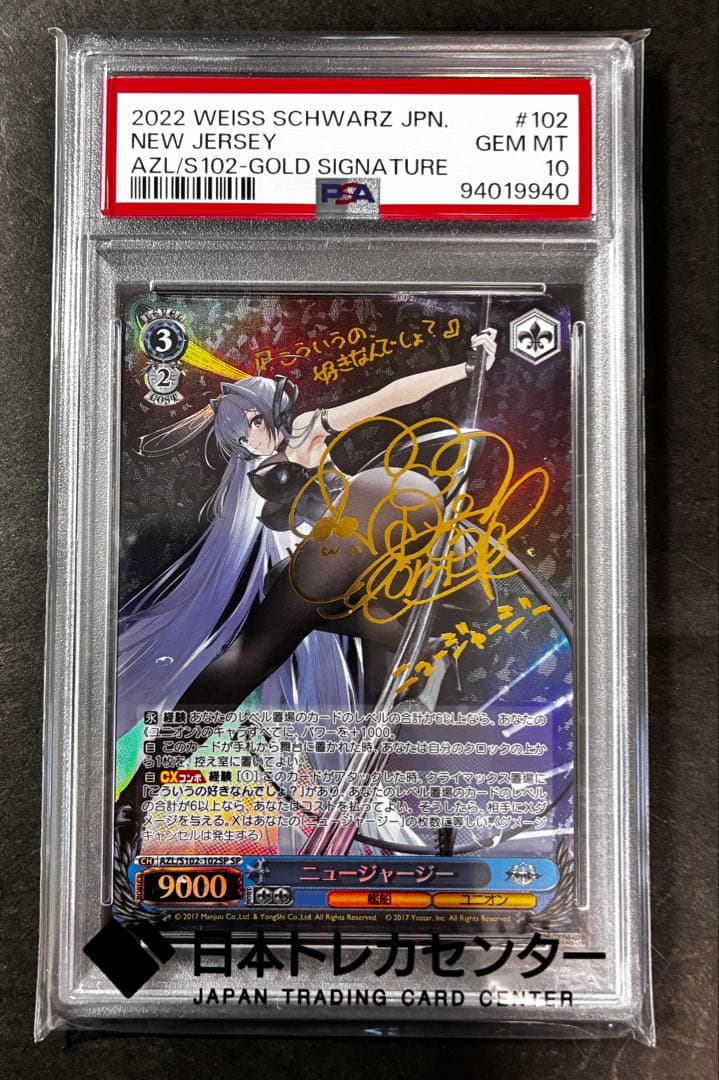 2022 WEISS SCHWARZ JPN. #102
NEW JERSEY GEM MT
AZL/S102-GOLD SIGNATURE 10
PSA 94019940
LEVEL
3
2
COST
『こういうの、
好きなんでしょ?』
ニュージャージー
永 経験 あなたのレベル置場のカードのレベルの合計が6以上なら、あなたの
《ユニオン》のキャラすべてに、パワーを+1000。
自 このカードが手札から舞台に置かれた時、あなたは自分のクロックの上か
ら1枚を、控え室に置いてよい。
自 CXコンボ 経験 [①] このカードがアタックした時、クライマックス置場に
「こういうの好きなんでしょ?」があり、あなたのレベル置場のカードのレベル
の合計が6以上なら、あなたはコストを払ってよい。そうしたら、相手にXダ
メージを与える。Xはあなたの「ニュージャージー」の枚数に等しい。(ダメージ
キャンセルは発生する)
CH AZL/S102-102SP SP
ニュージャージー
POWER 9000 艦船 ユニオン
© 2017 Manjuu Co.,Ltd. & YongShi Co.,Ltd. All Rights Reserved. © 2017 Yostar, Inc. All Rights Reserved.
日本トレカセンター
JAPAN TRADING CARD CENTER